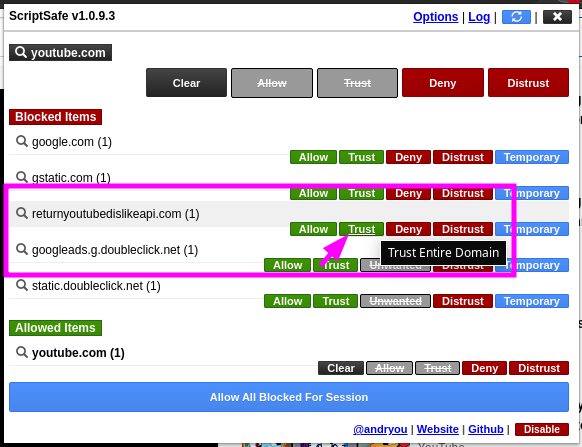 ScriptSafe v1.0.9.3 Options | Log | |
youtube.com
Clear Allow Trust Deny Distrust
Blocked Items
google.com (1)
Allow Trust Deny Distrust Temporary
gstatic.com (1)
Allow Trust Deny Distrust Temporary
returnyoutubedislikeapi.com (1)
Allow Trust Deny Distrust Temporary
Trust Entire Domain
googleads.g.doubleclick.net (1)
Allow Trust Unwanted Distrust Temporary
static.doubleclick.net (1)
Allow Trust Unwanted Distrust Temporary
Allowed Items
youtube.com (1)
Clear Allow Trust Deny Distrust
Allow All Blocked For Session
@andryou | Website | Github | Disable
YouTube